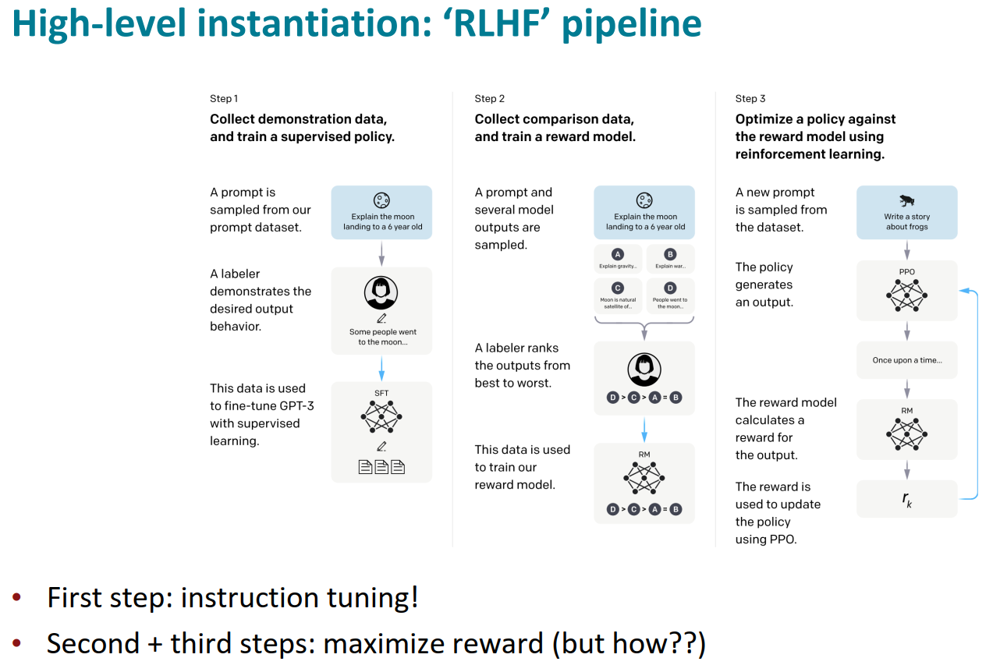 High-level instantiation: ‘RLHF’ pipeline
Step 1
Collect demonstration data,
and train a supervised policy.
A prompt is
sampled from our
prompt dataset.
Explain the moon
landing to a 6 year old
A labeler
demonstrates the
desired output
behavior.
Some people went
to the moon...
This data is used
to fine-tune GPT-3
with supervised
learning.
SFT
Step 2
Collect comparison data,
and train a reward model.
A prompt and
several model
outputs are
sampled.
Explain the moon
landing to a 6 year old
A
Explain gravity...
B
Explain war...
C
Moon is natural
satellite of...
D
People went to
the moon...
A labeler ranks
the outputs from
best to worst.
D > C > A = B
This data is used
to train our
reward model.
RM
D > C > A = B
Step 3
Optimize a policy against
the reward model using
reinforcement learning.
A new prompt
is sampled from
the dataset.
Write a story
about frogs
The policy
generates
an output.
PPO
Once upon a time...
The reward model
calculates a
reward for
the output.
RM
The reward is
used to update
the policy
using PPO.
rk
• First step: instruction tuning!
• Second + third steps: maximize reward (but how??)